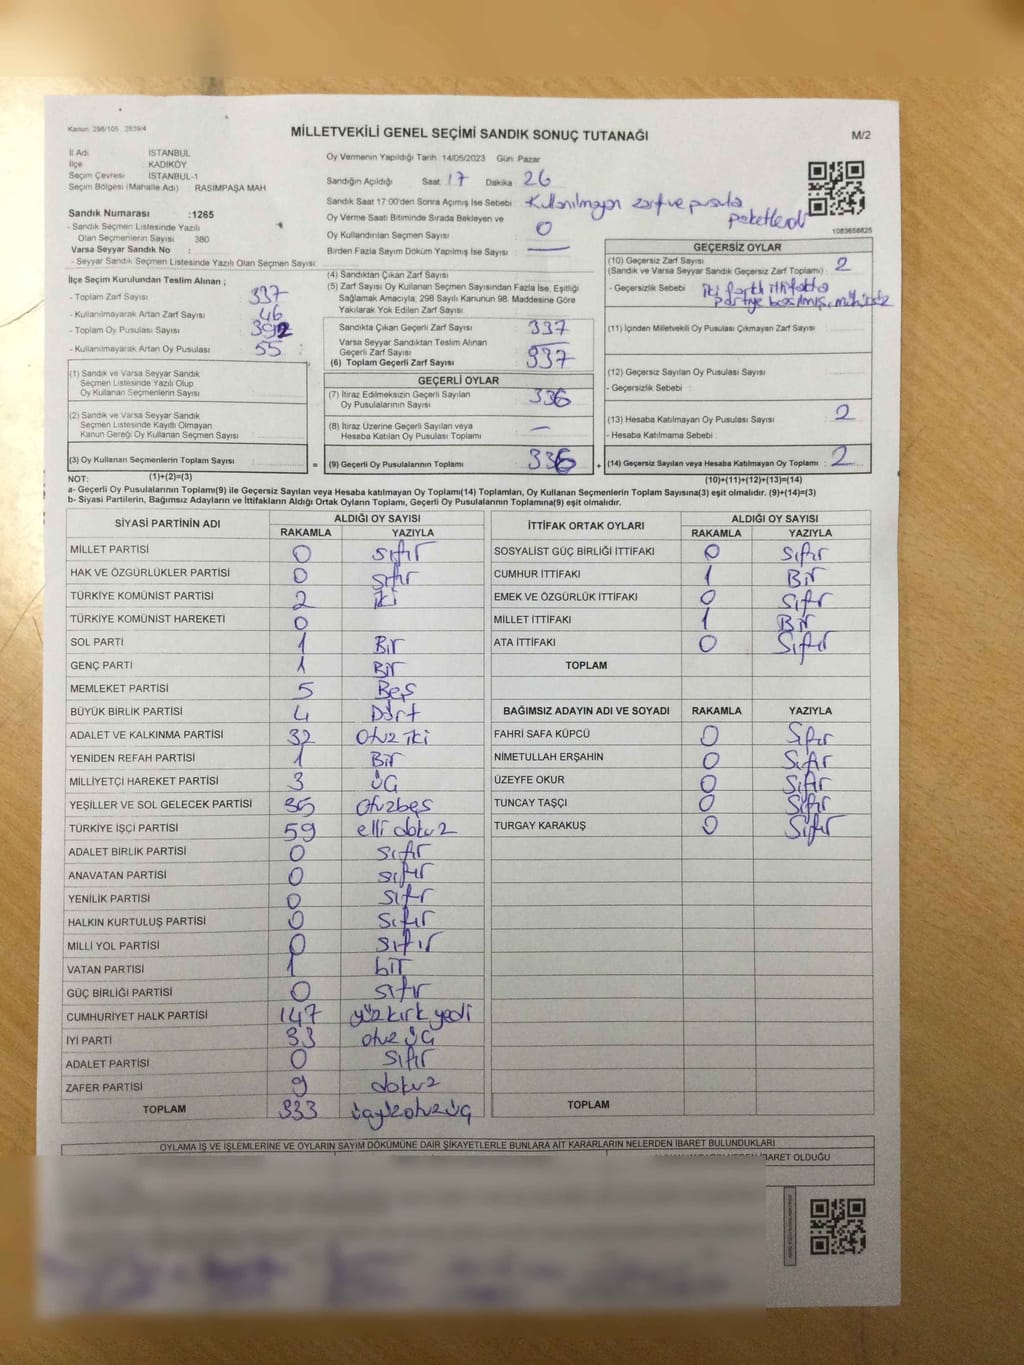 Kanun: 298/105 , 2839/4
MİLLETVEKİLİ GENEL SEÇİMİ SANDIK SONUÇ TUTANAĞI
M/2
İl Adı İSTANBUL
İlçe KADIKÖY
Seçim Çevresi İSTANBUL-1
Seçim Bölgesi (Mahalle Adı) RASIMPAŞA MAH
Sandık Numarası :1265
- Sandık Seçmen Listesinde Yazılı
Olan Seçmenlerin Sayısı 380
Varsa Seyyar Sandık No :
- Seyyar Sandık Seçmen Listesinde Yazılı Olan Seçmen Sayısı:
Oy Vermenin Yapıldığı Tarih 14/05/2023 Gün: Pazar
Sandığın Açıldığı Saat 17 Dakika 26
Sandık Saat 17:00'den Sonra Açımış İse Sebebi : Kullanılmayan zarf ve pusula
Oy Verme Saati Bitiminde Sırada Bekleyen ve paketlendi
Oy Kullandırılan Seçmen Sayısı : 0
Birden Fazla Sayım Döküm Yapılmış İse Sayısı : —
1083658825
İlçe Seçim Kurulundan Teslim Alınan ;
- Toplam Zarf Sayısı : 337
- Kullanılmayarak Artan Zarf Sayısı : 46
- Toplam Oy Pusulası Sayısı : 392
- Kullanılmayarak Artan Oy Pusulası : 55
(4) Sandıktan Çıkan Zarf Sayısı
(5) Zarf Sayısı Oy Kullanan Seçmen Sayısından Fazla İse, Eşitliği
Sağlamak Amacıyla; 298 Sayılı Kanunun 98. Maddesine Göre
Yakılarak Yok Edilen Zarf Sayısı
Sandıkta Çıkan Geçerli Zarf Sayısı : 337
Varsa Seyyar Sandıktan Teslim Alınan
Geçerli Zarf Sayısı : —
(6) Toplam Geçerli Zarf Sayısı : 337
GEÇERSİZ OYLAR
(10) Geçersiz Zarf Sayısı
(Sandık ve Varsa Seyyar Sandık Geçersiz Zarf Toplamı) : 2
- Geçersizlik Sebebi : iki farklı ittifakta
partiye basılmış,
(11) İçinden Milletvekili Oy Pusulası Çıkmayan Zarf Sayısı :
(12) Geçersiz Sayılan Oy Pusulası Sayısı :
- Geçersizlik Sebebi :
(13) Hesaba Katılmayan Oy Pusulası Sayısı : 2
- Hesaba Katılmama Sebebi :
(14) Geçersiz Sayılan veya Hesaba Katılmayan Oy Toplamı : 2
(10)+(11)+(12)+(13)=(14)
(1) Sandık ve Varsa Seyyar Sandık
Seçmen Listesinde Yazılı Olup
Oy Kullanan Seçmenlerin Sayısı :
(2) Sandık ve Varsa Seyyar Sandık
Seçmen Listesinde Kayıtlı Olmayan
Kanun Gereği Oy Kullanan Seçmen Sayısı :
(3) Oy Kullanan Seçmenlerin Toplam Sayısı :
(1)+(2)=(3)
GEÇERLİ OYLAR
(7) İtiraz Edilmeksizin Geçerli Sayılan
Oy Pusulalarının Sayısı : 336
(8) İtiraz Üzerine Geçerli Sayılan veya
Hesaba Katılan Oy Pusulası Toplamı : —
= (9) Geçerli Oy Pusulalarının Toplamı : 336 +
NOT:
a- Geçerli Oy Pusulalarının Toplamı(9) ile Geçersiz Sayılan veya Hesaba katılmayan Oy Toplamı(14) Toplamları, Oy Kullanan Seçmenlerin Toplam Sayısına(3) eşit olmalıdır. (9)+(14)=(3)
b- Siyasi Partilerin, Bağımsız Adayların ve İttifakların Aldığı Ortak Oyların Toplamı, Geçerli Oy Pusulalarının Toplamına(9) eşit olmalıdır.
SİYASİ PARTİNİN ADI ALDIĞI OY SAYISI
RAKAMLA YAZIYLA
MİLLET PARTİSİ 0 sıfır
HAK VE ÖZGÜRLÜKLER PARTİSİ 0 sıfır
TÜRKİYE KOMÜNİST PARTİSİ 2 iki
TÜRKİYE KOMÜNİST HAREKETİ 0
SOL PARTİ 1 Bir
GENÇ PARTİ 1 Bir
MEMLEKET PARTİSİ 5 Beş
BÜYÜK BİRLİK PARTİSİ 4 Dört
ADALET VE KALKINMA PARTİSİ 32 Otuz iki
YENİDEN REFAH PARTİSİ 1 Bir
MİLLİYETÇİ HAREKET PARTİSİ 3 üç
YEŞİLLER VE SOL GELECEK PARTİSİ 35 Otuzbeş
TÜRKİYE İŞÇİ PARTİSİ 59 elli dokuz
ADALET BİRLİK PARTİSİ 0 sıfır
ANAVATAN PARTİSİ 0 sıfır
YENİLİK PARTİSİ 0 sıfır
HALKIN KURTULUŞ PARTİSİ 0 sıfır
MİLLİ YOL PARTİSİ 0 sıfır
VATAN PARTİSİ 1 bir
GÜÇ BİRLİĞİ PARTİSİ 0 sıfır
CUMHURİYET HALK PARTİSİ 147 yüz kırk yedi
İYİ PARTİ 33 otuz üç
ADALET PARTİSİ 0 sıfır
ZAFER PARTİSİ 9 dokuz
TOPLAM 333 üçyüzotuzüç
İTTİFAK ORTAK OYLARI ALDIĞI OY SAYISI
RAKAMLA YAZIYLA
SOSYALİST GÜÇ BİRLİĞİ İTTİFAKI 0 sıfır
CUMHUR İTTİFAKI 1 Bir
EMEK VE ÖZGÜRLÜK İTTİFAKI 0 sıfır
MİLLET İTTİFAKI 1 Bir
ATA İTTİFAKI 0 Sıfır
TOPLAM
BAĞIMSIZ ADAYIN ADI VE SOYADI RAKAMLA YAZIYLA
FAHRİ SAFA KÜPCÜ 0 Sıfır
NİMETULLAH ERŞAHİN 0 Sıfır
ÜZEYFE OKUR 0 Sıfır
TUNCAY TAŞÇI 0 Sıfır
TURGAY KARAKUŞ 0 Sıfır
TOPLAM
OYLAMA İŞ VE İŞLEMLERİNE VE OYLARIN SAYIM DÖKÜMÜNE DAİR ŞİKAYETLERLE BUNLARA AİT KARARLARIN NELERDEN İBARET BULUNDUKLARI
İBARET OLDUĞU